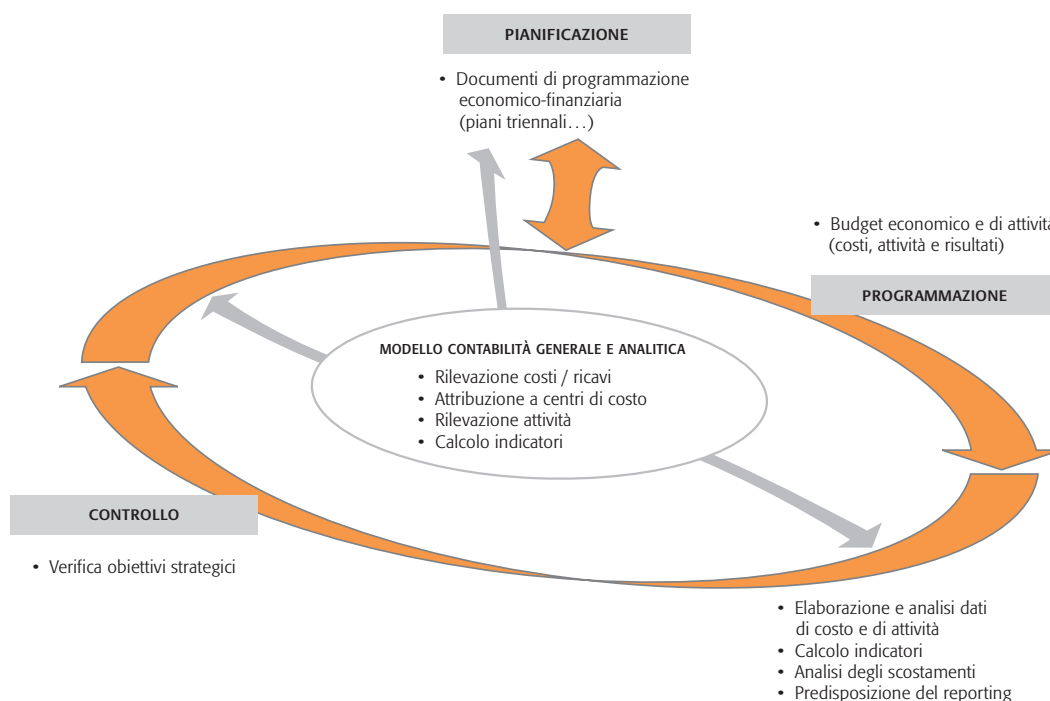 PIANIFICAZIONE
• Documenti di programmazione
economico-finanziaria
(piani triennali…)
• Budget economico e di attività
(costi, attività e risultati)
PROGRAMMAZIONE
MODELLO CONTABILITÀ GENERALE E ANALITICA
• Rilevazione costi / ricavi
• Attribuzione a centri di costo
• Rilevazione attività
• Calcolo indicatori
CONTROLLO
• Verifica obiettivi strategici
• Elaborazione e analisi dati
di costo e di attività
• Calcolo indicatori
• Analisi degli scostamenti
• Predisposizione del reporting